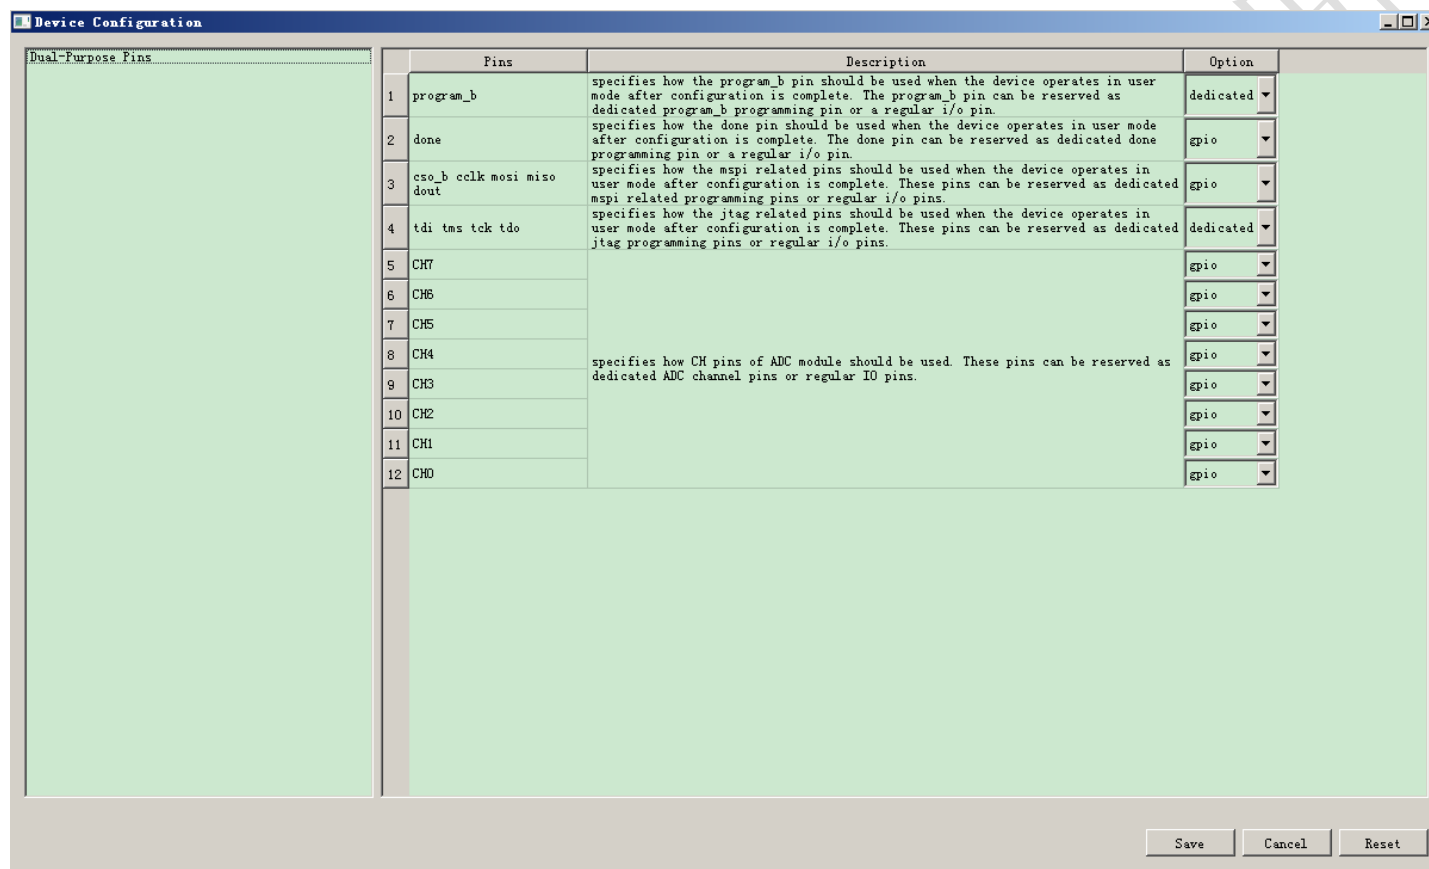 Device Configuration
Dual-Purpose Pins
Pins Description Option
1 program_b specifies how the program_b pin should be used when the device operates in user
mode after configuration is complete. The program_b pin can be reserved as
dedicated program_b programming pin or a regular i/o pin. dedicated
2 done specifies how the done pin should be used when the device operates in user mode
after configuration is complete. The done pin can be reserved as dedicated done
programming pin or a regular i/o pin. gpio
3 cso_b cclk mosi miso
dout specifies how the mspi related pins should be used when the device operates in
user mode after configuration is complete. These pins can be reserved as dedicated
mspi related programming pins or regular i/o pins. gpio
4 tdi tms tck tdo specifies how the jtag related pins should be used when the device operates in
user mode after configuration is complete. These pins can be reserved as dedicated
jtag programming pins or regular i/o pins. dedicated
5 CH7 gpio
6 CH6 gpio
7 CH5 gpio
8 CH4 gpio
specifies how CH pins of ADC module should be used. These pins can be reserved as
dedicated ADC channel pins or regular IO pins.
9 CH3 gpio
10 CH2 gpio
11 CH1 gpio
12 CH0 gpio
Save Cancel Reset